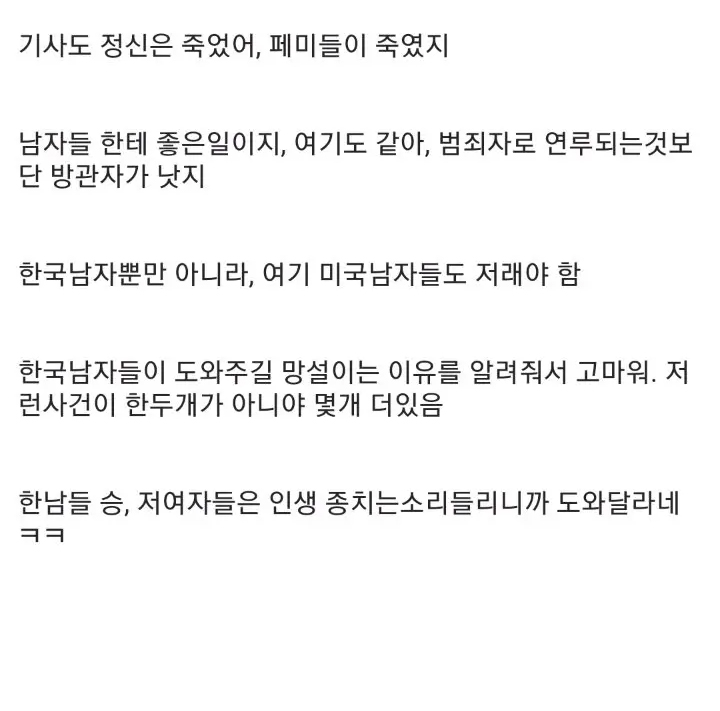 기사도 정신은 죽었어, 페미들이 죽였지
남자들 한테 좋은일이지, 여기도 같아, 범죄자로 연루되는것보
단 방관자가 낫지
한국남자뿐만 아니라, 여기 미국남자들도 저래야 함
한국남자들이 도와주길 망설이는 이유를 알려줘서 고마워. 저
런사건이 한두개가 아니야 몇개 더있음
한남들 승, 저여자들은 인생 종치는소리들리니까 도와달라네
ㅋㅋ